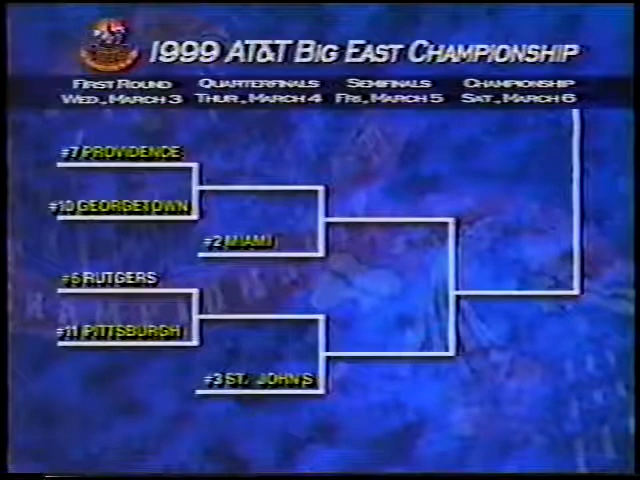 1999 AT&T BIG EAST CHAMPIONSHIP
FIRST ROUND QUARTERFINALS SEMIFINALS CHAMPIONSHIP
WED., MARCH 3 THUR., MARCH 4 FRI., MARCH 5 SAT., MARCH 6
#7 PROVIDENCE
#10 GEORGETOWN
#2 MIAMI
#6 RUTGERS
#11 PITTSBURGH
#3 ST. JOHN'S